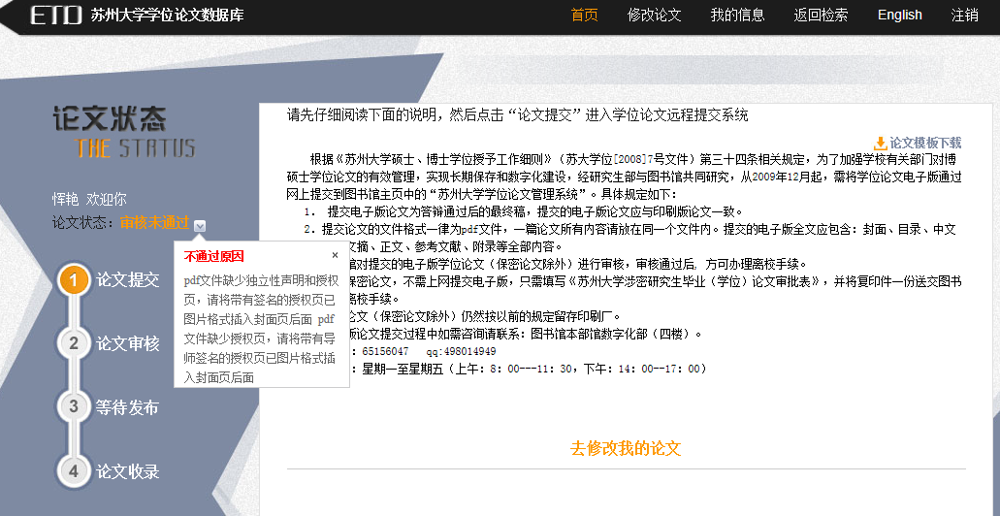 ETD 苏州大学学位论文数据库
首页 修改论文 我的信息 返回检索 English 注销
论文状态
THE STATUS
恽艳 欢迎你
论文状态：审核未通过
不通过原因 ×
pdf文件缺少独立性声明和授权
页，请将带有签名的授权页已
图片格式插入封面页后面 pdf
文件缺少授权页，请将带有导
师签名的授权页已图片格式插
入封面页后面
1 论文提交
2 论文审核
3 等待发布
4 论文收录
请先仔细阅读下面的说明，然后点击“论文提交”进入学位论文远程提交系统
论文模板下载
根据《苏州大学硕士、博士学位授予工作细则》（苏大学位[2008]7号文件）第三十四条相关规定，为了加强学校有关部门对博
硕士学位论文的有效管理，实现长期保存和数字化建设，经研究生部与图书馆共同研究，从2009年12月起，需将学位论文电子版通过
网上提交到图书馆主页中的“苏州大学学位论文管理系统”。具体规定如下：
1. 提交电子版论文为答辩通过后的最终稿，提交的电子版论文应与印刷版论文一致。
2．提交论文的文件格式一律为pdf文件，一篇论文所有内容请放在同一个文件内。提交的电子版全文应包含：封面、目录、中文
文摘、正文、参考文献、附录等全部内容。
馆对提交的电子版学位论文（保密论文除外）进行审核，审核通过后，方可办理离校手续。
保密论文，不需上网提交电子版，只需填写《苏州大学涉密研究生毕业（学位）论文审批表》，并将复印件一份送交图书
离校手续。
论文（保密论文除外）仍然按以前的规定留存印刷厂。
版论文提交过程中如需咨询请联系：图书馆本部馆数字化部（四楼）。
：65156047 qq:498014949
：星期一至星期五（上午：8：00---11：30，下午：14：00--17：00）
去修改我的论文